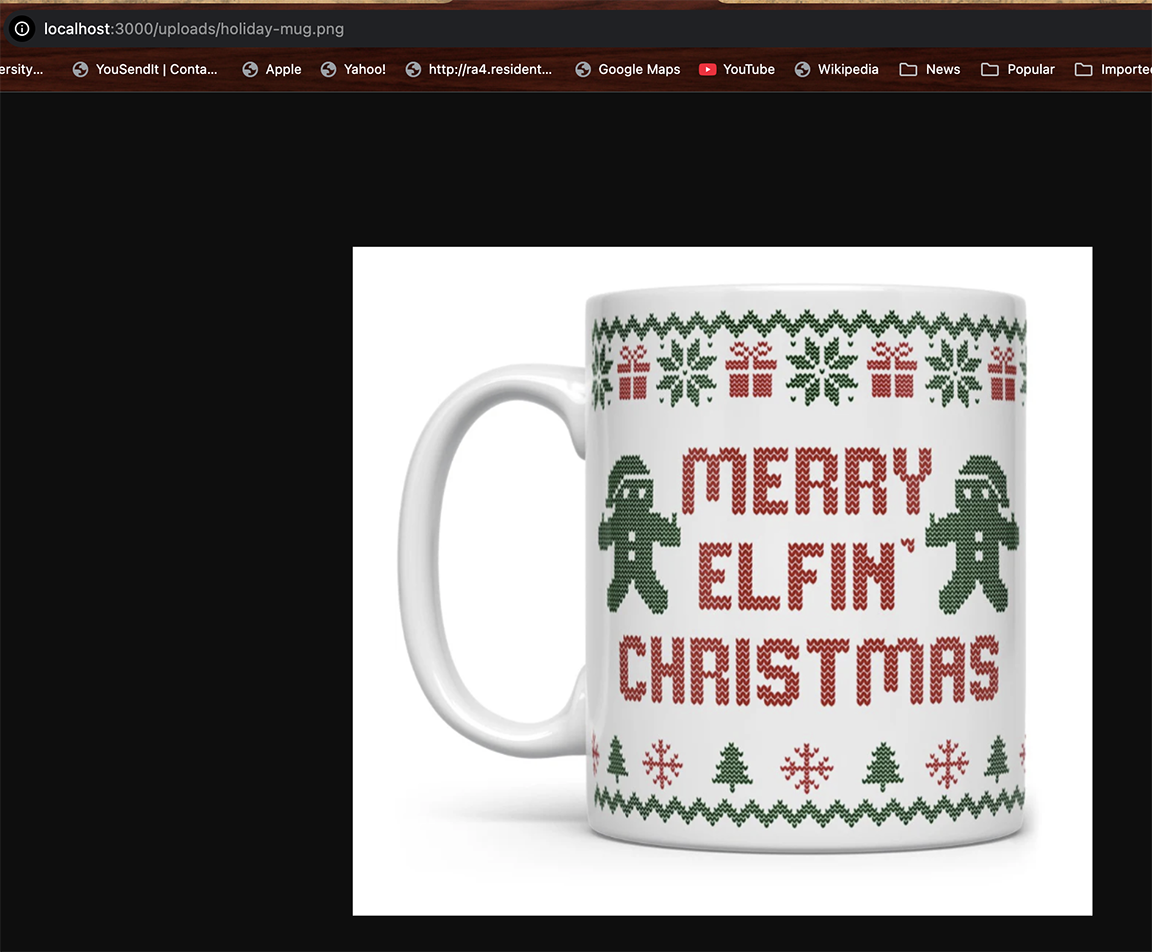 localhost:3000/uploads/holiday-mug.png
ersity... YouSendIt | Conta... Apple Yahoo! http://ra4.resident... Google Maps YouTube Wikipedia News Popular Importe
MERRY
ELFIN'
CHRISTMAS